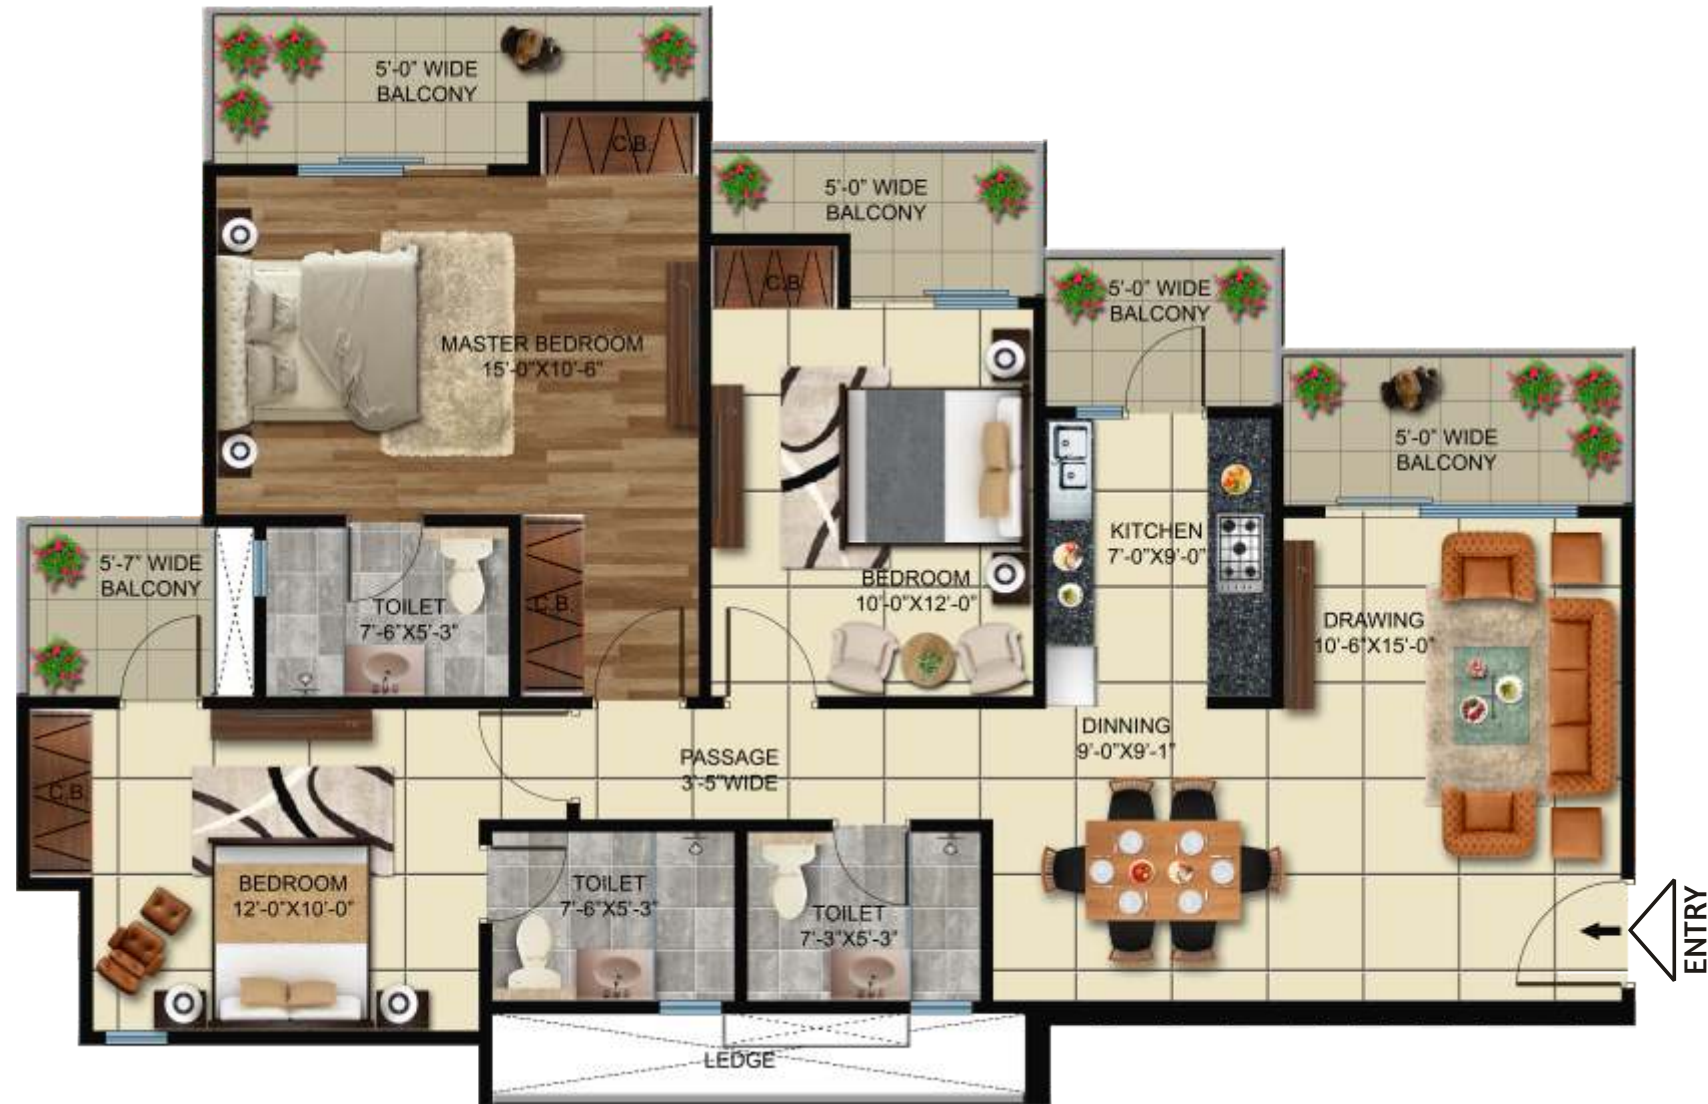 5'-0" WIDE
BALCONY
C.B.
5'-0" WIDE
BALCONY
C.B.
5'-0" WIDE
BALCONY
MASTER BEDROOM
15'-0"X10'-6"
5'-0" WIDE
BALCONY
5'-7" WIDE
BALCONY
TOILET
7'-6"X5'-3"
C.B.
BEDROOM
10'-0"X12'-0"
KITCHEN
7'-0"X9'-0"
DRAWING
10'-6"X15'-0"
DINNING
9'-0"X9'-1"
PASSAGE
3'-5"WIDE
C.B.
BEDROOM
12'-0"X10'-0"
TOILET
7'-6"X5'-3"
TOILET
7'-3"X5'-3"
ENTRY
LEDGE